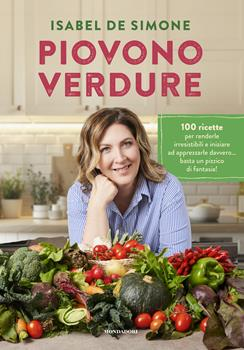 ISABEL DE SIMONE
PIOVONO
VERDURE
100 ricette
per renderle
irresistibili e iniziare
ad apprezzarle davvero...
basta un pizzico
di fantasia!
MONDADORI